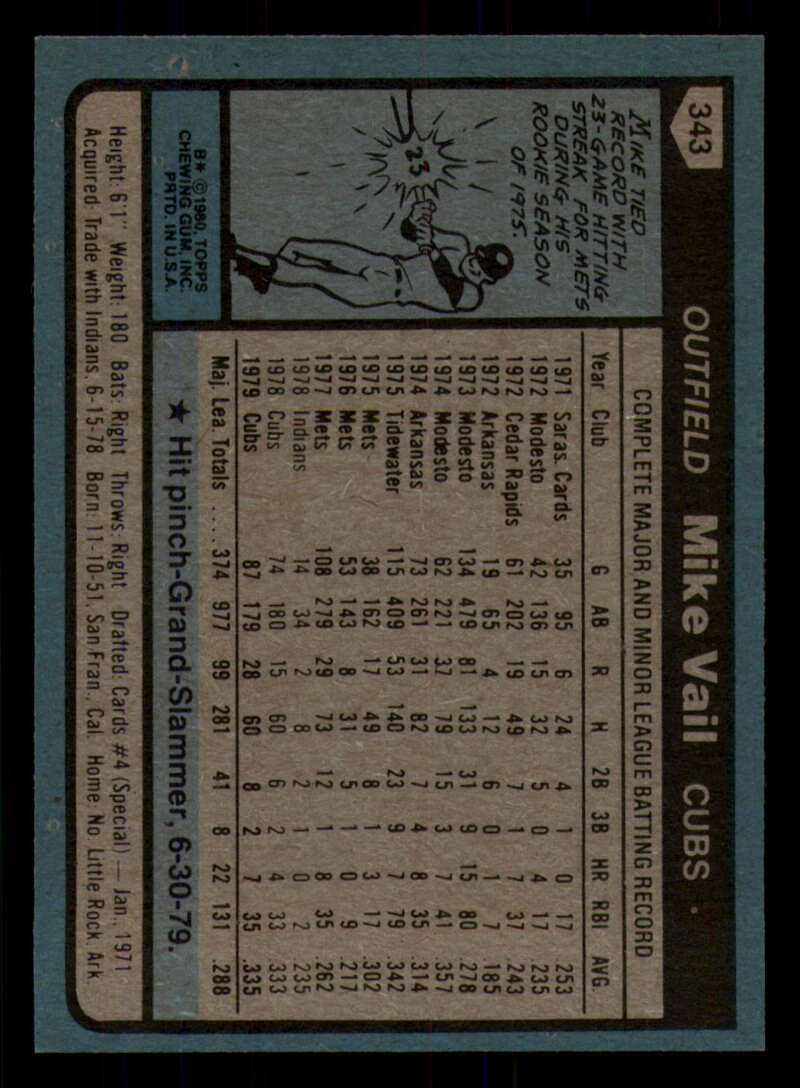 343
OUTFIELD Mike Vail CUBS
MIKE TIED
RECORD WITH
23-GAME HITTING
STREAK FOR METS
DURING HIS
ROOKIE SEASON
OF 1975.
23
B* © 1980, TOPPS
CHEWING GUM, INC.
PRTD. IN U.S.A.
COMPLETE MAJOR AND MINOR LEAGUE BATTING RECORD
Year Club G AB R H 2B 3B HR RBI AVG.
1971 Saras. Cards 35 95 6 24 4 1 0 17 .253
1972 Modesto 42 136 15 32 5 0 4 17 .235
1972 Cedar Rapids 61 202 19 49 7 1 7 37 .243
1972 Arkansas 19 65 4 12 6 0 1 7 .185
1973 Modesto 134 479 81 133 31 9 15 80 .278
1974 Modesto 62 221 37 79 15 3 7 41 .357
1974 Arkansas 73 261 31 82 7 4 8 35 .314
1975 Tidewater 115 409 53 140 23 9 7 79 .342
1975 Mets 38 162 17 49 8 1 3 17 .302
1976 Mets 53 143 8 31 5 1 0 9 .217
1977 Mets 108 279 29 73 12 1 8 35 .262
1978 Indians 14 34 2 8 2 1 0 2 .235
1978 Cubs 74 180 15 60 6 2 4 33 .333
1979 Cubs 87 179 28 60 8 2 7 35 .335
Maj. Lea. Totals .... 374 977 99 281 41 8 22 131 .288
★ Hit pinch-Grand-Slammer, 6-30-79.
Height: 6'1" Weight: 180 Bats: Right Throws: Right Drafted: Cards #4 (Special) — Jan., 1971
Acquired: Trade with Indians, 6-15-78 Born: 11-10-51, San Fran., Cal. Home: No. Little Rock, Ark